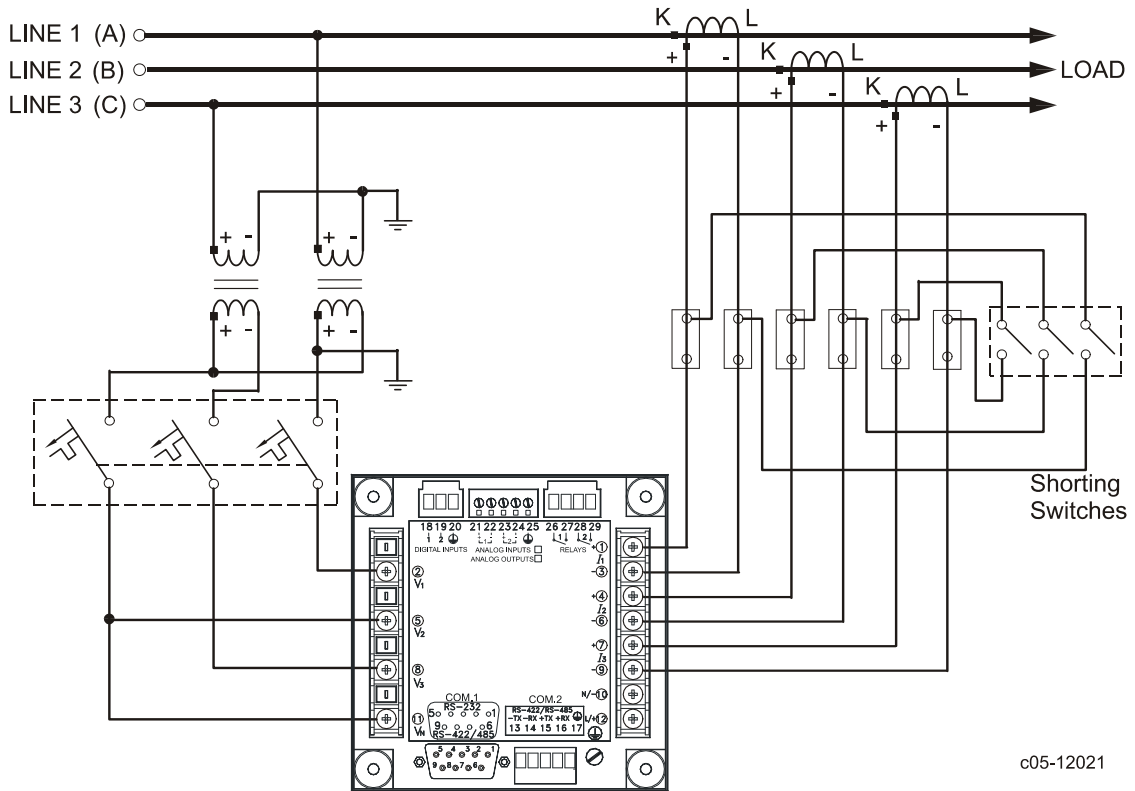 LINE 1 (A)
LINE 2 (B)
LINE 3 (C)
K
L
+
-
K
L
+
-
K
L
+
-
LOAD
+ -
+ -
+ -
+ -
Shorting
Switches
18 19 20 21 22 23 24 25 26 27 28 29
1 2 1 2 1 2
DIGITAL INPUTS
ANALOG INPUTS
ANALOG OUTPUTS
RELAYS
2
V1
5
V2
8
V3
11
VN
+1
I1
-3
+4
I2
-6
+7
I3
-9
N/-10
L/+12
COM.1
RS-232
5 1
9 6
RS-422/485
COM.2
RS-422/RS-485
-TX -RX +TX +RX
13 14 15 16 17
5 4 3 2 1
9 8 7 6
c05-12021